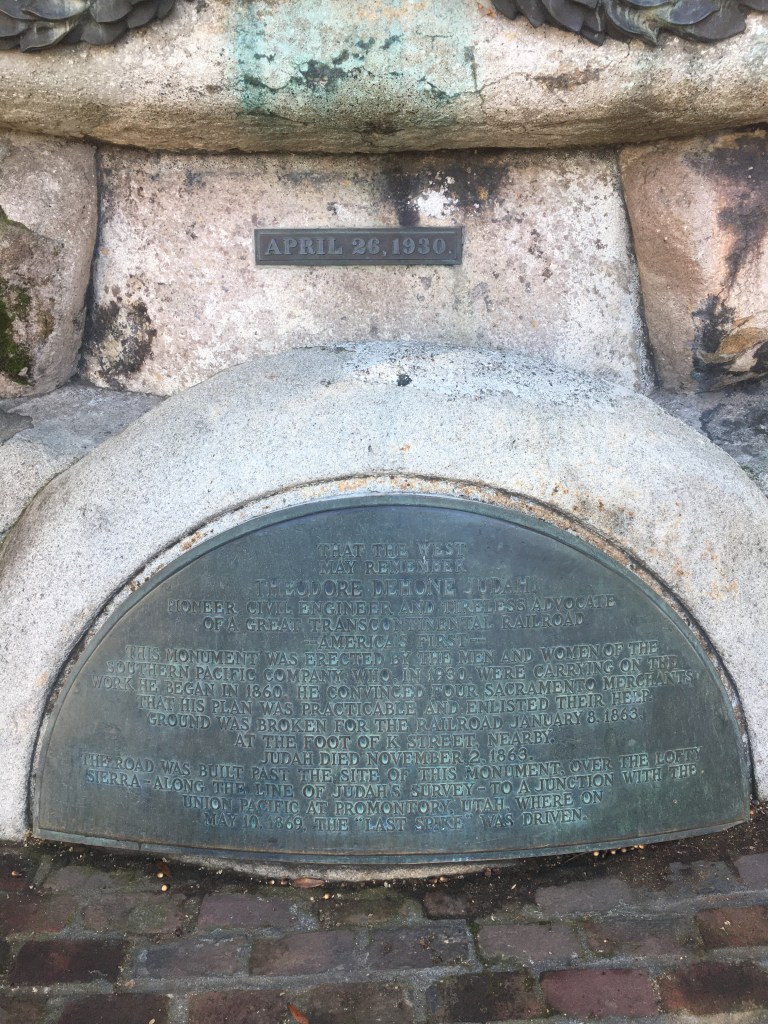 APRIL 26, 1930.
THAT THE WEST
MAY REMEMBER
THEODORE DEHONE JUDAH,
PIONEER CIVIL ENGINEER AND TIRELESS ADVOCATE
OF A GREAT TRANSCONTINENTAL RAILROAD
—AMERICA'S FIRST—
THIS MONUMENT WAS ERECTED BY THE MEN AND WOMEN OF THE
SOUTHERN PACIFIC COMPANY, WHO, IN 1930, WERE CARRYING ON THE
WORK HE BEGAN IN 1860. HE CONVINCED FOUR SACRAMENTO MERCHANTS
THAT HIS PLAN WAS PRACTICABLE AND ENLISTED THEIR HELP.
GROUND WAS BROKEN FOR THE RAILROAD JANUARY 8, 1863,
AT THE FOOT OF K STREET, NEARBY.
JUDAH DIED NOVEMBER 2, 1863.
THE ROAD WAS BUILT PAST THE SITE OF THIS MONUMENT, OVER THE LOFTY
SIERRA—ALONG THE LINE OF JUDAH'S SURVEY—TO A JUNCTION WITH THE
UNION PACIFIC AT PROMONTORY, UTAH, WHERE ON
MAY 10, 1869, THE "LAST SPIKE" WAS DRIVEN.